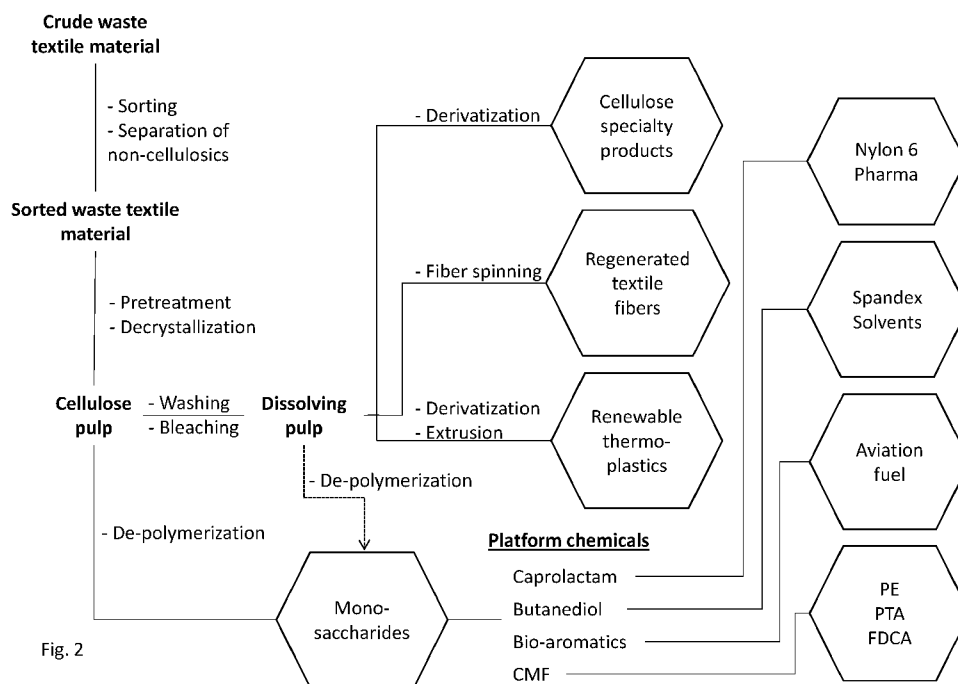 Crude waste
textile material
- Sorting
- Separation of
non-cellulosics
Sorted waste textile
material
- Pretreatment
- Decrystallization
Cellulose
pulp
- Washing
- Bleaching
Dissolving
pulp
- De-polymerization
- De-polymerization
Mono-
saccharides
- Derivatization
Cellulose
specialty
products
- Fiber spinning
Regenerated
textile
fibers
- Derivatization
- Extrusion
Renewable
thermo-
plastics
Platform chemicals
Caprolactam
Butanediol
Bio-aromatics
CMF
Nylon 6
Pharma
Spandex
Solvents
Aviation
fuel
PE
PTA
FDCA
Fig. 2